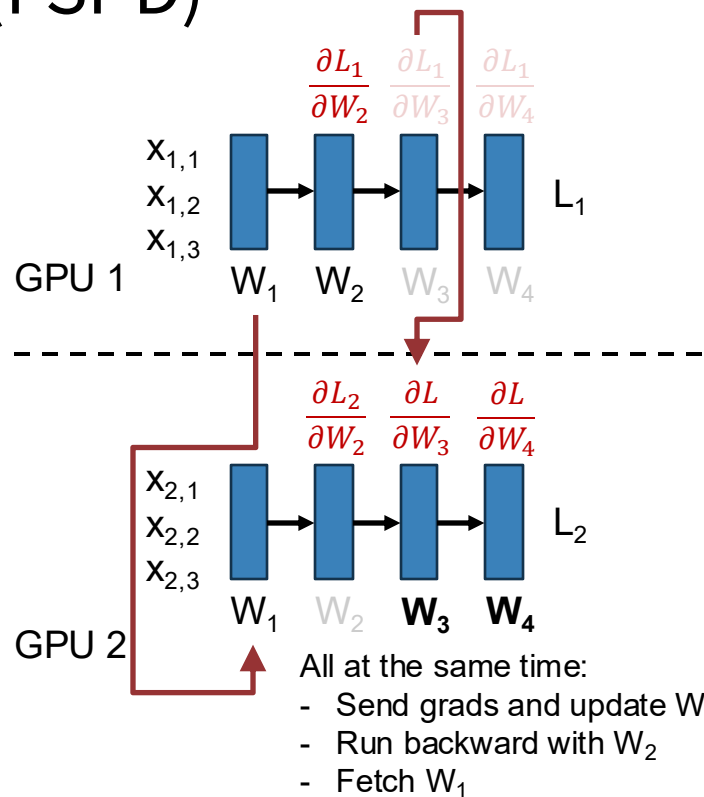 (FSPD)
∂L₁/∂W₂ ∂L₁/∂W₃ ∂L₁/∂W₄
x₁,₁
x₁,₂
x₁,₃
L₁
GPU 1
W₁ W₂ W₃ W₄
∂L₂/∂W₂ ∂L/∂W₃ ∂L/∂W₄
x₂,₁
x₂,₂
x₂,₃
L₂
W₁ W₂ W₃ W₄
GPU 2
All at the same time:
- Send grads and update W
- Run backward with W₂
- Fetch W₁